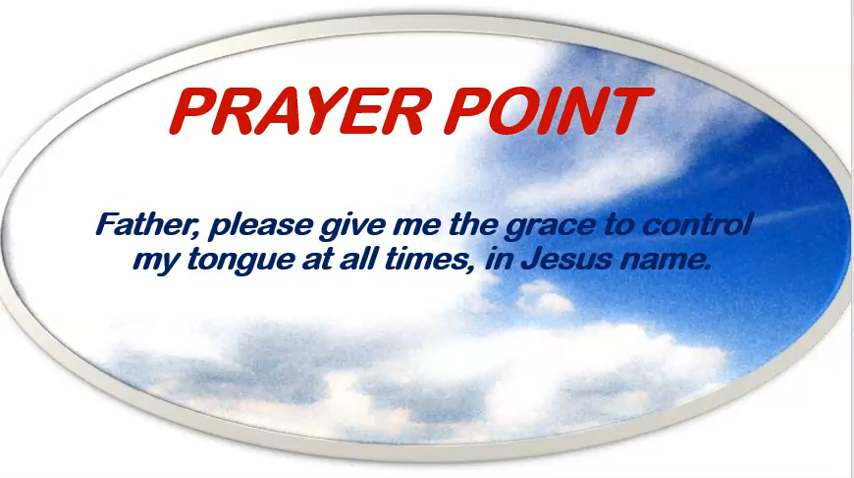 PRAYER POINT
Father, please give me the grace to control
my tongue at all times, in Jesus name.